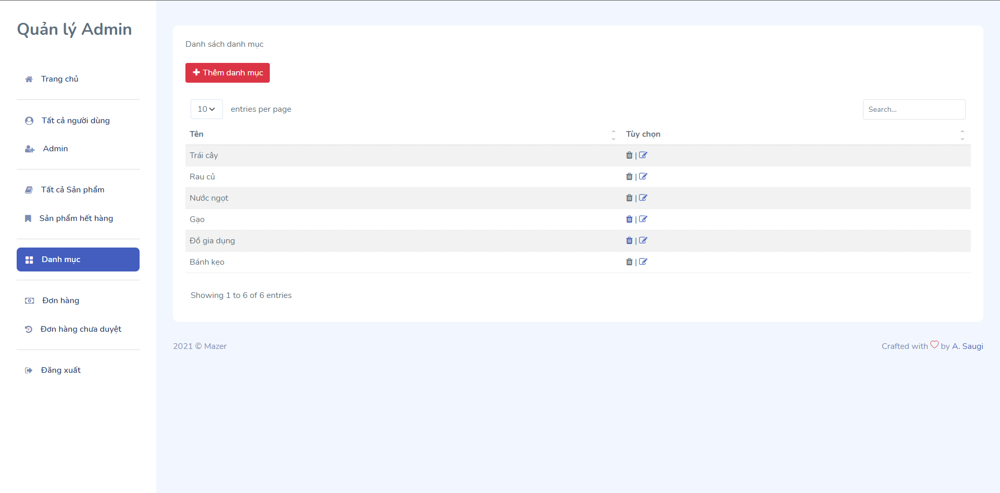 Quản lý Admin
Trang chủ
Tất cả người dùng
Admin
Tất cả Sản phẩm
Sản phẩm hết hàng
Danh mục
Đơn hàng
Đơn hàng chưa duyệt
Đăng xuất
Danh sách danh mục
Thêm danh mục
10 entries per page
Search...
Tên Tùy chọn
Trái cây |
Rau củ |
Nước ngọt |
Gạo |
Đồ gia dụng |
Bánh kẹo |
Showing 1 to 6 of 6 entries
2021 © Mazer
Crafted with by A. Saugi